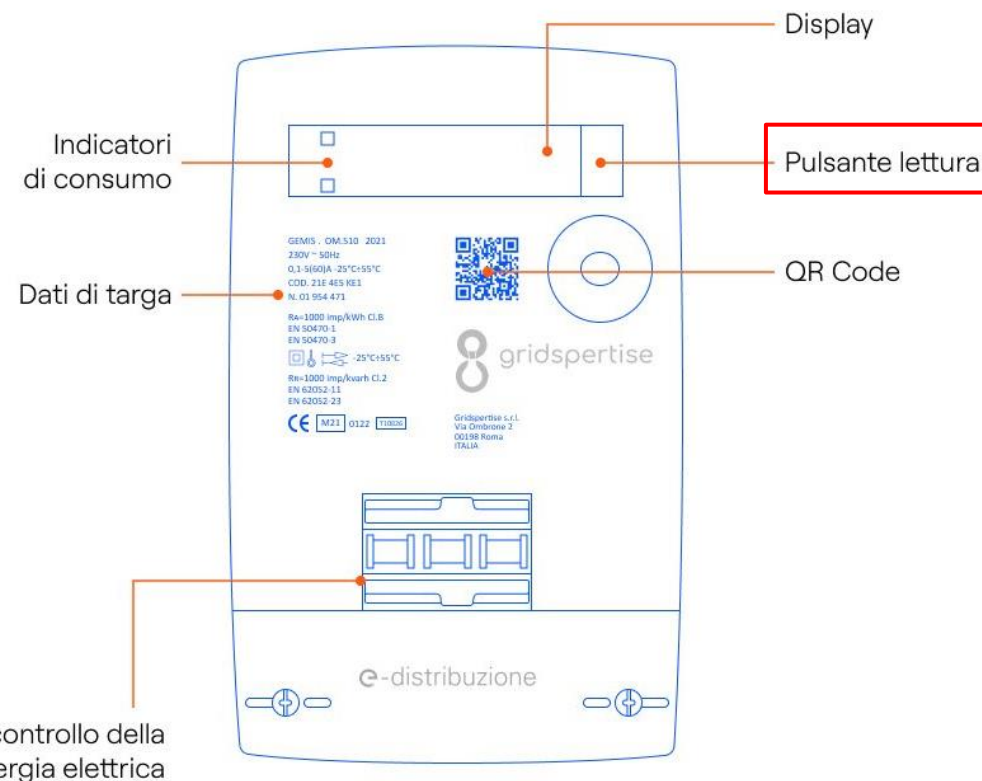 Display
Indicatori
di consumo
Pulsante lettura
GEMIS . OM.510 2021
230V ~ 50Hz
0,1-5(60)A -25°C÷55°C
COD. 21E 4E5 KE1
N. 01 954 471
QR Code
Dati di targa
RA=1000 imp/kWh Cl.B
EN 50470-1
EN 50470-3
-25°C÷55°C
RR=1000 imp/kvarh Cl.2
EN 62052-11
EN 62052-23
CE M21 0122 T10026
gridspertise
Gridspertise s.r.l.
Via Ombrone 2
00198 Roma
ITALIA
e-distribuzione
controllo della
ergia elettrica